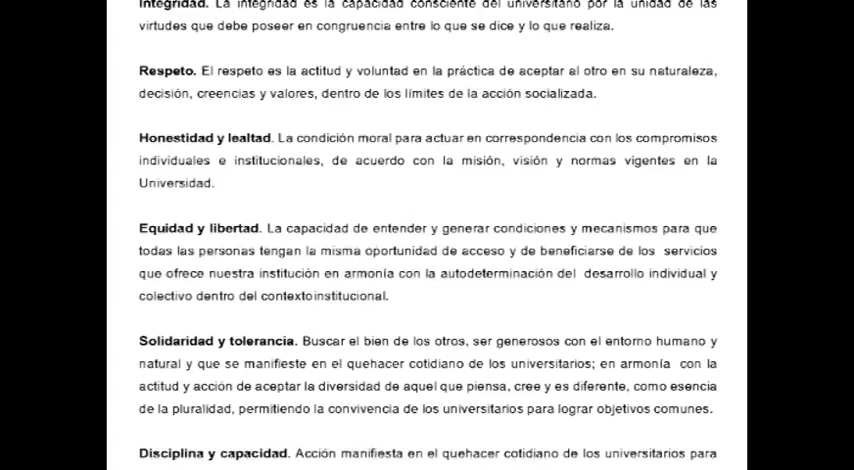 Integridad. La integridad es la capacidad consciente del universitario por la unidad de las
virtudes que debe poseer en congruencia entre lo que se dice y lo que realiza.
Respeto. El respeto es la actitud y voluntad en la práctica de aceptar al otro en su naturaleza,
decisión, creencias y valores, dentro de los límites de la acción socializada.
Honestidad y lealtad. La condición moral para actuar en correspondencia con los compromisos
individuales e institucionales, de acuerdo con la misión, visión y normas vigentes en la
Universidad.
Equidad y libertad. La capacidad de entender y generar condiciones y mecanismos para que
todas las personas tengan la misma oportunidad de acceso y de beneficiarse de los servicios
que ofrece nuestra institución en armonía con la autodeterminación del desarrollo individual y
colectivo dentro del contexto institucional.
Solidaridad y tolerancia. Buscar el bien de los otros, ser generosos con el entorno humano y
natural y que se manifieste en el quehacer cotidiano de los universitarios; en armonía con la
actitud y acción de aceptar la diversidad de aquel que piensa, cree y es diferente, como esencia
de la pluralidad, permitiendo la convivencia de los universitarios para lograr objetivos comunes.
Disciplina y capacidad. Acción manifiesta en el quehacer cotidiano de los universitarios para